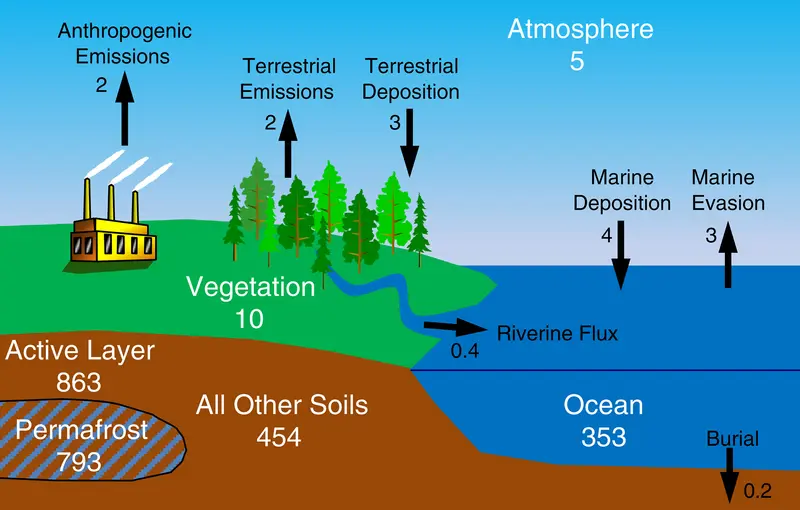 Anthropogenic
Emissions
2
Terrestrial
Emissions
2
Terrestrial
Deposition
3
Atmosphere
5
Marine
Deposition
4
Marine
Evasion
3
Vegetation
10
Riverine Flux
0.4
Active Layer
863
Permafrost
793
All Other Soils
454
Ocean
353
Burial
0.2